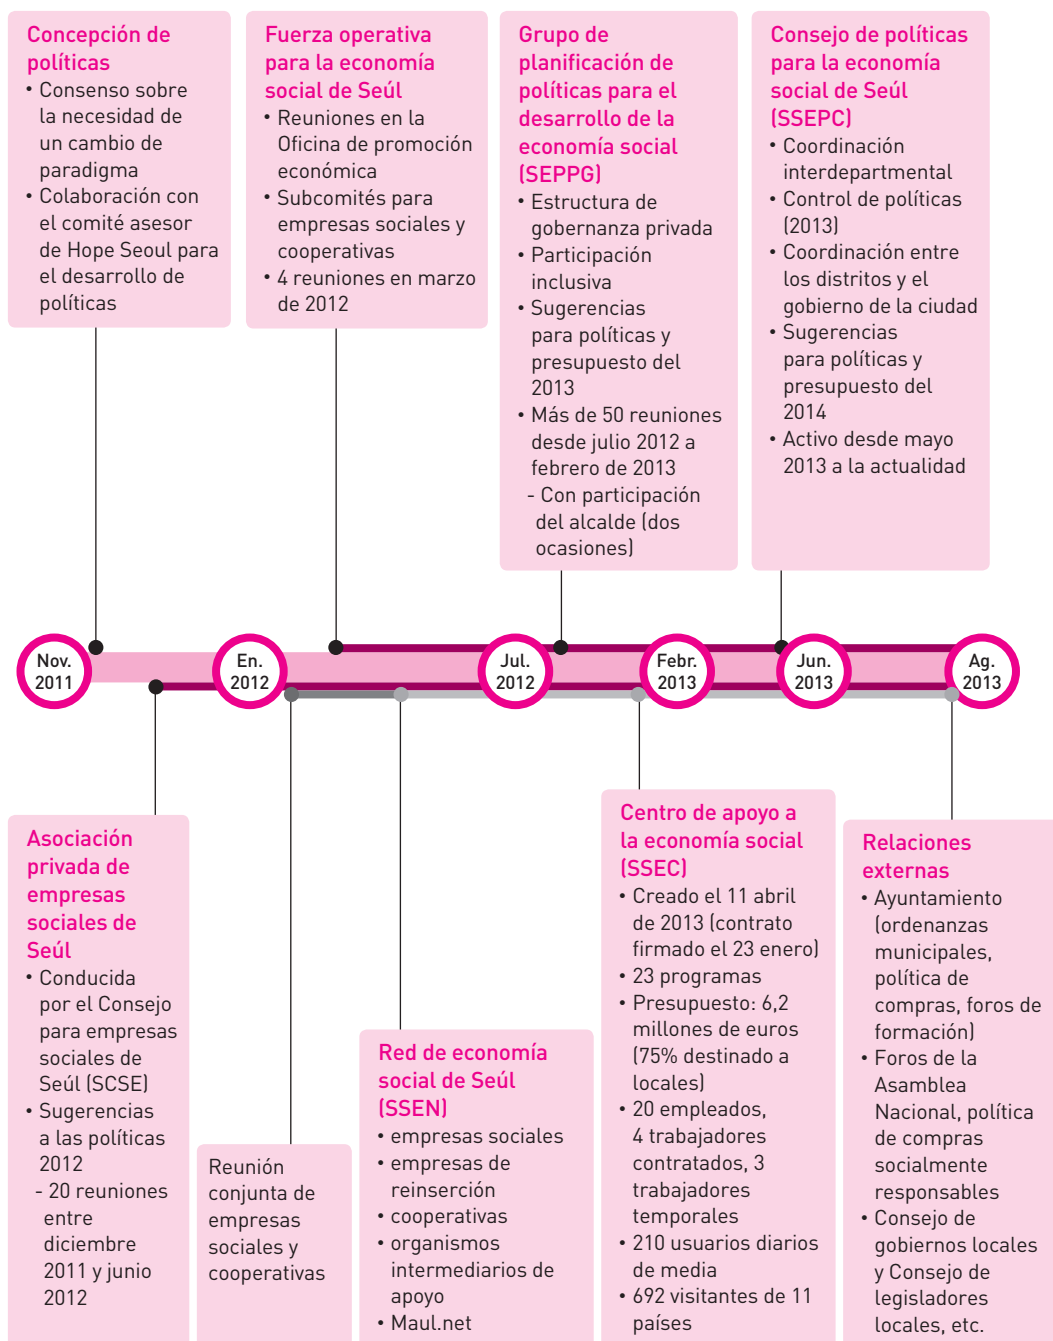 Concepción de
políticas
• Consenso sobre
la necesidad de
un cambio de
paradigma
• Colaboración con
el comité asesor
de Hope Seoul para
el desarrollo de
políticas
Fuerza operativa
para la economía
social de Seúl
• Reuniones en la
Oficina de promoción
económica
• Subcomités para
empresas sociales y
cooperativas
• 4 reuniones en marzo
de 2012
Grupo de
planificación de
políticas para el
desarrollo de la
economía social
(SEPPG)
• Estructura de
gobernanza privada
• Participación
inclusiva
• Sugerencias
para políticas y
presupuesto del
2013
• Más de 50 reuniones
desde julio 2012 a
febrero de 2013
- Con participación
del alcalde (dos
ocasiones)
Consejo de políticas
para la economía
social de Seúl
(SSEPC)
• Coordinación
interdepartmental
• Control de políticas
(2013)
• Coordinación entre
los distritos y el
gobierno de la ciudad
• Sugerencias
para políticas y
presupuesto del
2014
• Activo desde mayo
2013 a la actualidad
Nov.
2011
En.
2012
Jul.
2012
Febr.
2013
Jun.
2013
Ag.
2013
Asociación
privada de
empresas
sociales de
Seúl
• Conducida
por el Consejo
para empresas
sociales de
Seúl (SCSE)
• Sugerencias
a las políticas
2012
- 20 reuniones
entre
diciembre
2011 y junio
2012
Reunión
conjunta de
empresas
sociales y
cooperativas
Red de economía
social de Seúl
(SSEN)
• empresas sociales
• empresas de
reinserción
• cooperativas
• organismos
intermediarios de
apoyo
• Maul.net
Centro de apoyo a
la economía social
(SSEC)
• Creado el 11 abril
de 2013 (contrato
firmado el 23 enero)
• 23 programas
• Presupuesto: 6,2
millones de euros
(75% destinado a
locales)
• 20 empleados,
4 trabajadores
contratados, 3
trabajadores
temporales
• 210 usuarios diarios
de media
• 692 visitantes de 11
países
Relaciones
externas
• Ayuntamiento
(ordenanzas
municipales,
política de
compras, foros de
formación)
• Foros de la
Asamblea
Nacional, política
de compras
socialmente
responsables
• Consejo de
gobiernos locales
y Consejo de
legisladores
locales, etc.